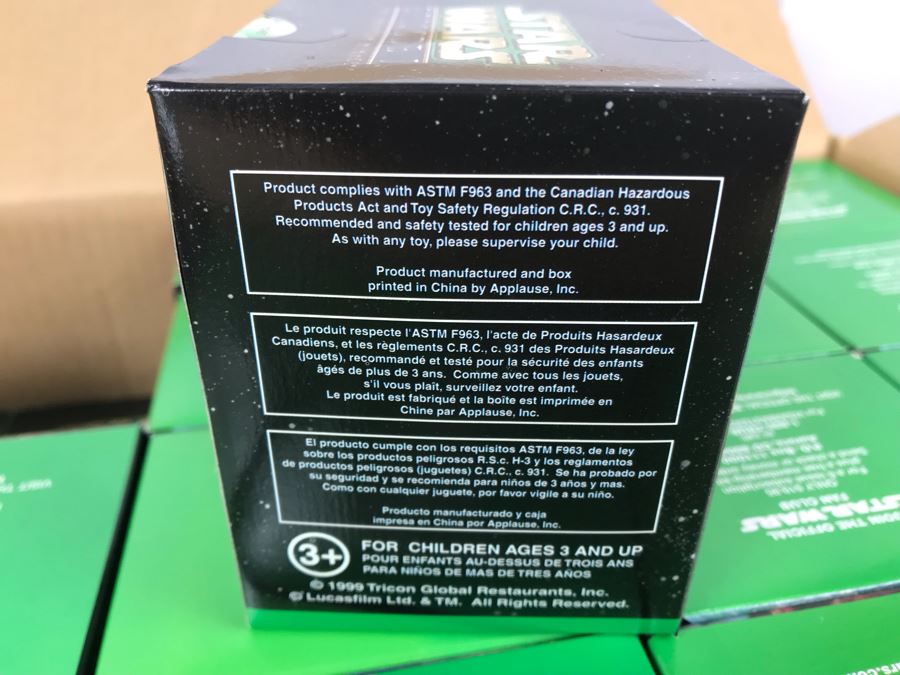 STAR
WARS
Product complies with ASTM F963 and the Canadian Hazardous
Products Act and Toy Safety Regulation C.R.C., c. 931.
Recommended and safety tested for children ages 3 and up.
As with any toy, please supervise your child.
Product manufactured and box
printed in China by Applause, Inc.
Le produit respecte l'ASTM F963, l'acte de Produits Hasardeux
Canadiens, et les règlements C.R.C., c. 931 des Produits Hasardeux
(jouets), recommandé et testé pour la sécurité des enfants
âgés de plus de 3 ans. Comme avec tous les jouets,
s'il vous plaît, surveillez votre enfant.
Le produit est fabriqué et la boîte est imprimée en
Chine par Applause, Inc.
El producto cumple con los requisitos ASTM F963, de la ley
sobre los productos peligrosos R.S.c. H-3 y los reglamentos
de productos peligrosos (juguetes) C.R.C., c. 931. Se ha probado por
su seguridad y se recomienda para niños de 3 años y mas.
Como con cualquier juguete, por favor vigile a su niño.
Producto manufacturado y caja
impresa en China por Applause, Inc.
3+
FOR CHILDREN AGES 3 AND UP
POUR ENFANTS AU-DESSUS DE TROIS ANS
PARA NIÑOS DE MAS DE TRES AÑOS
© 1999 Tricon Global Restaurants, Inc.
© Lucasfilm Ltd. & TM. All Rights Reserved.
JOIN THE OFFICIAL
STAR WARS
FAN CLUB